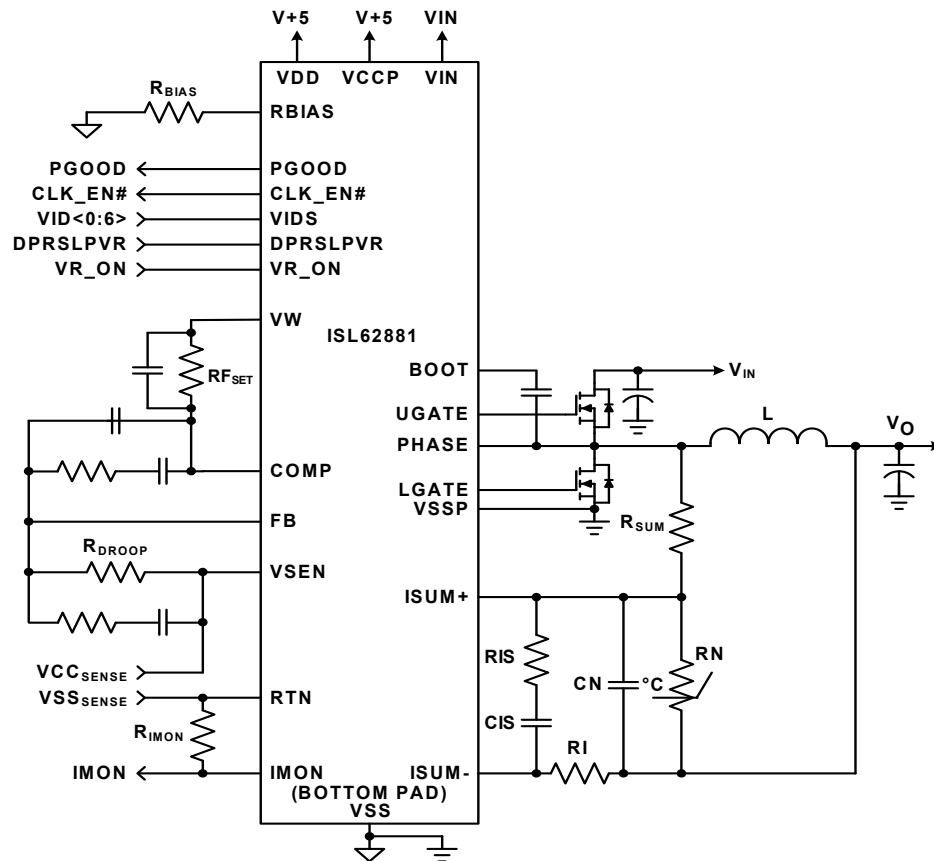 V+5 V+5 VIN
VDD VCCP VIN
RBIAS RBIAS
PGOOD PGOOD
CLK_EN# CLK_EN#
VID<0:6> VIDS
DPRSLPVR DPRSLPVR
VR_ON VR_ON
VW
ISL62881
RFSET
BOOT VIN
UGATE
L
PHASE VO
COMP
LGATE
VSSP
RSUM
FB
RDROOP
VSEN
ISUM+
RIS CN °C RN
VCCSENSE
VSSSENSE RTN
CIS
RIMON
RI
IMON IMON ISUM-
(BOTTOM PAD)
VSS